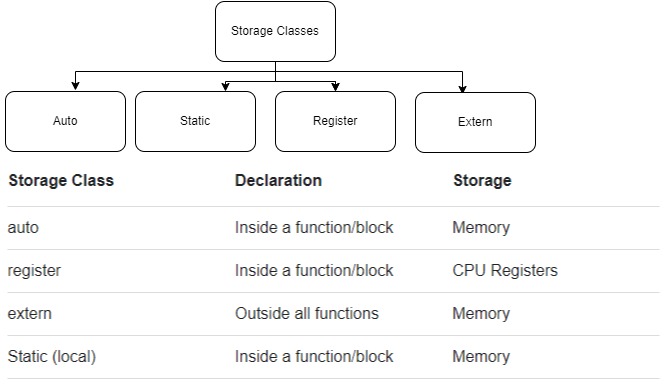 Storage Classes
Auto Static Register Extern
Storage Class Declaration Storage
auto Inside a function/block Memory
register Inside a function/block CPU Registers
extern Outside all functions Memory
Static (local) Inside a function/block Memory